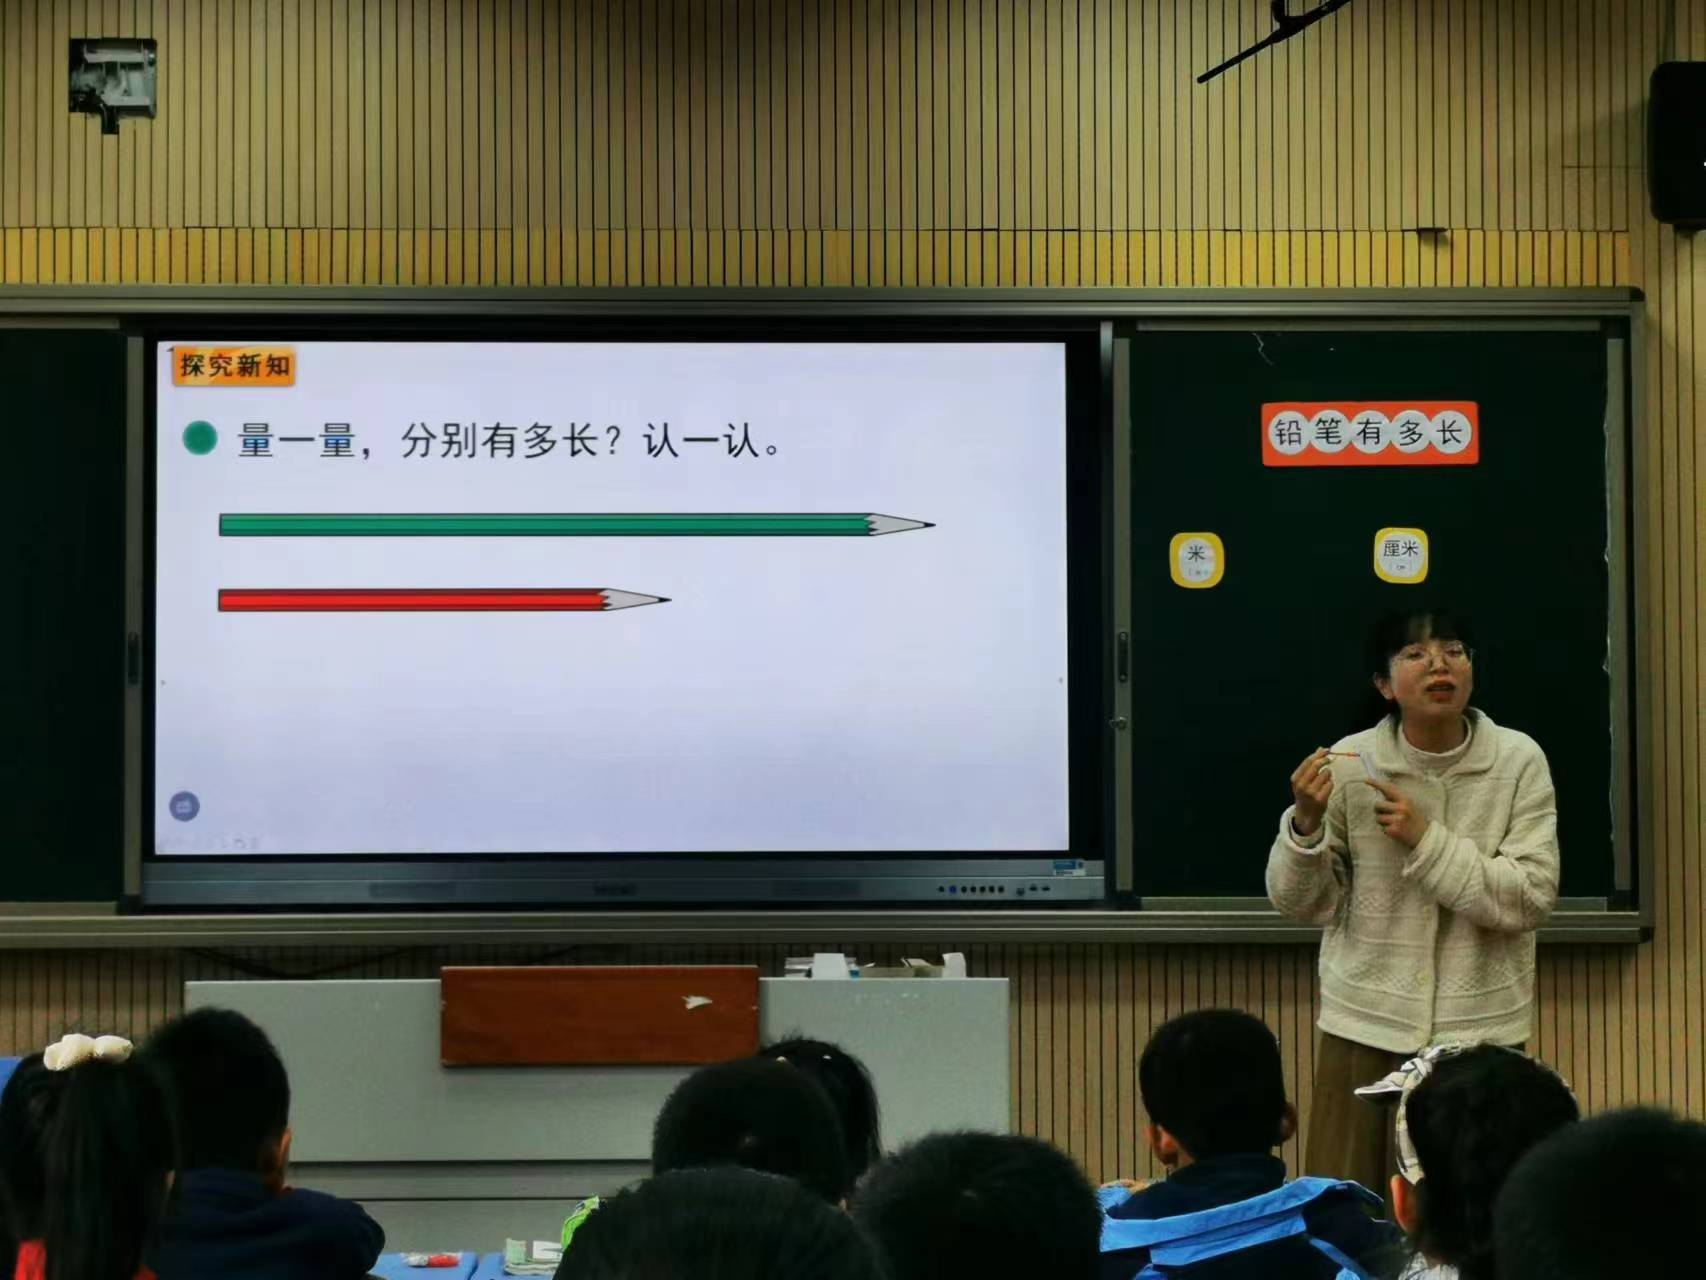 探究新知
量一量，分别有多长？认一认。
铅笔有多长
米
厘米